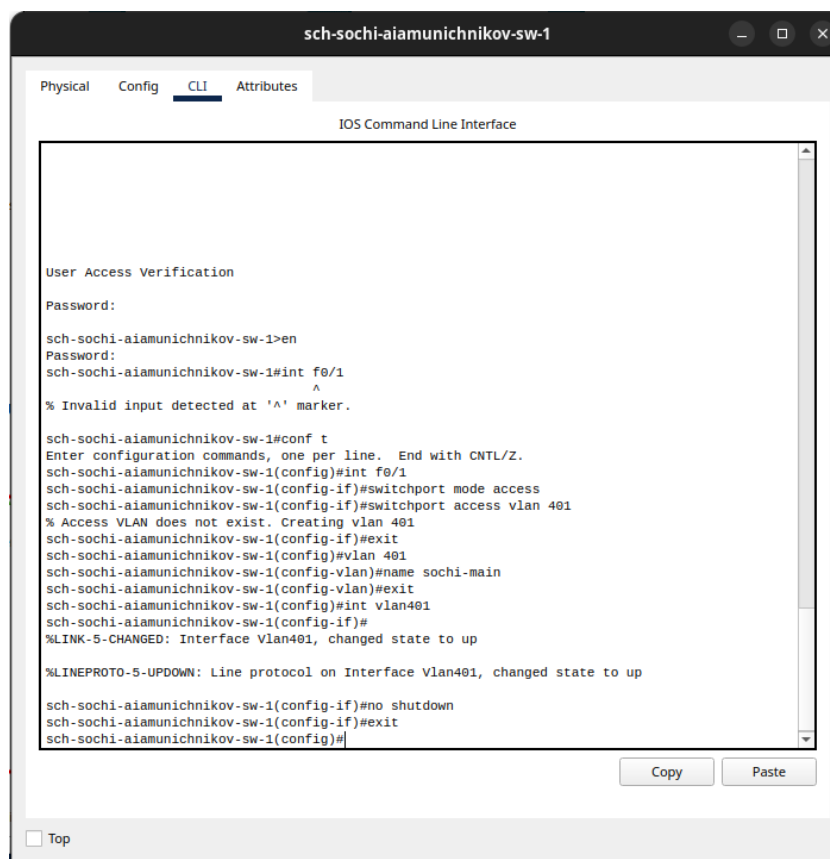 sch-sochi-aiamunichnikov-sw-1
Physical Config CLI Attributes
IOS Command Line Interface
User Access Verification
Password:
sch-sochi-aiamunichnikov-sw-1>en
Password:
sch-sochi-aiamunichnikov-sw-1#int f0/1
^
% Invalid input detected at '^' marker.
sch-sochi-aiamunichnikov-sw-1#conf t
Enter configuration commands, one per line.  End with CNTL/Z.
sch-sochi-aiamunichnikov-sw-1(config)#int f0/1
sch-sochi-aiamunichnikov-sw-1(config-if)#switchport mode access
sch-sochi-aiamunichnikov-sw-1(config-if)#switchport access vlan 401
% Access VLAN does not exist. Creating vlan 401
sch-sochi-aiamunichnikov-sw-1(config-if)#exit
sch-sochi-aiamunichnikov-sw-1(config)#vlan 401
sch-sochi-aiamunichnikov-sw-1(config-vlan)#name sochi-main
sch-sochi-aiamunichnikov-sw-1(config-vlan)#exit
sch-sochi-aiamunichnikov-sw-1(config)#int vlan401
sch-sochi-aiamunichnikov-sw-1(config-if)#
%LINK-5-CHANGED: Interface Vlan401, changed state to up
%LINEPROTO-5-UPDOWN: Line protocol on Interface Vlan401, changed state to up
sch-sochi-aiamunichnikov-sw-1(config-if)#no shutdown
sch-sochi-aiamunichnikov-sw-1(config-if)#exit
sch-sochi-aiamunichnikov-sw-1(config)#
Copy Paste
Top